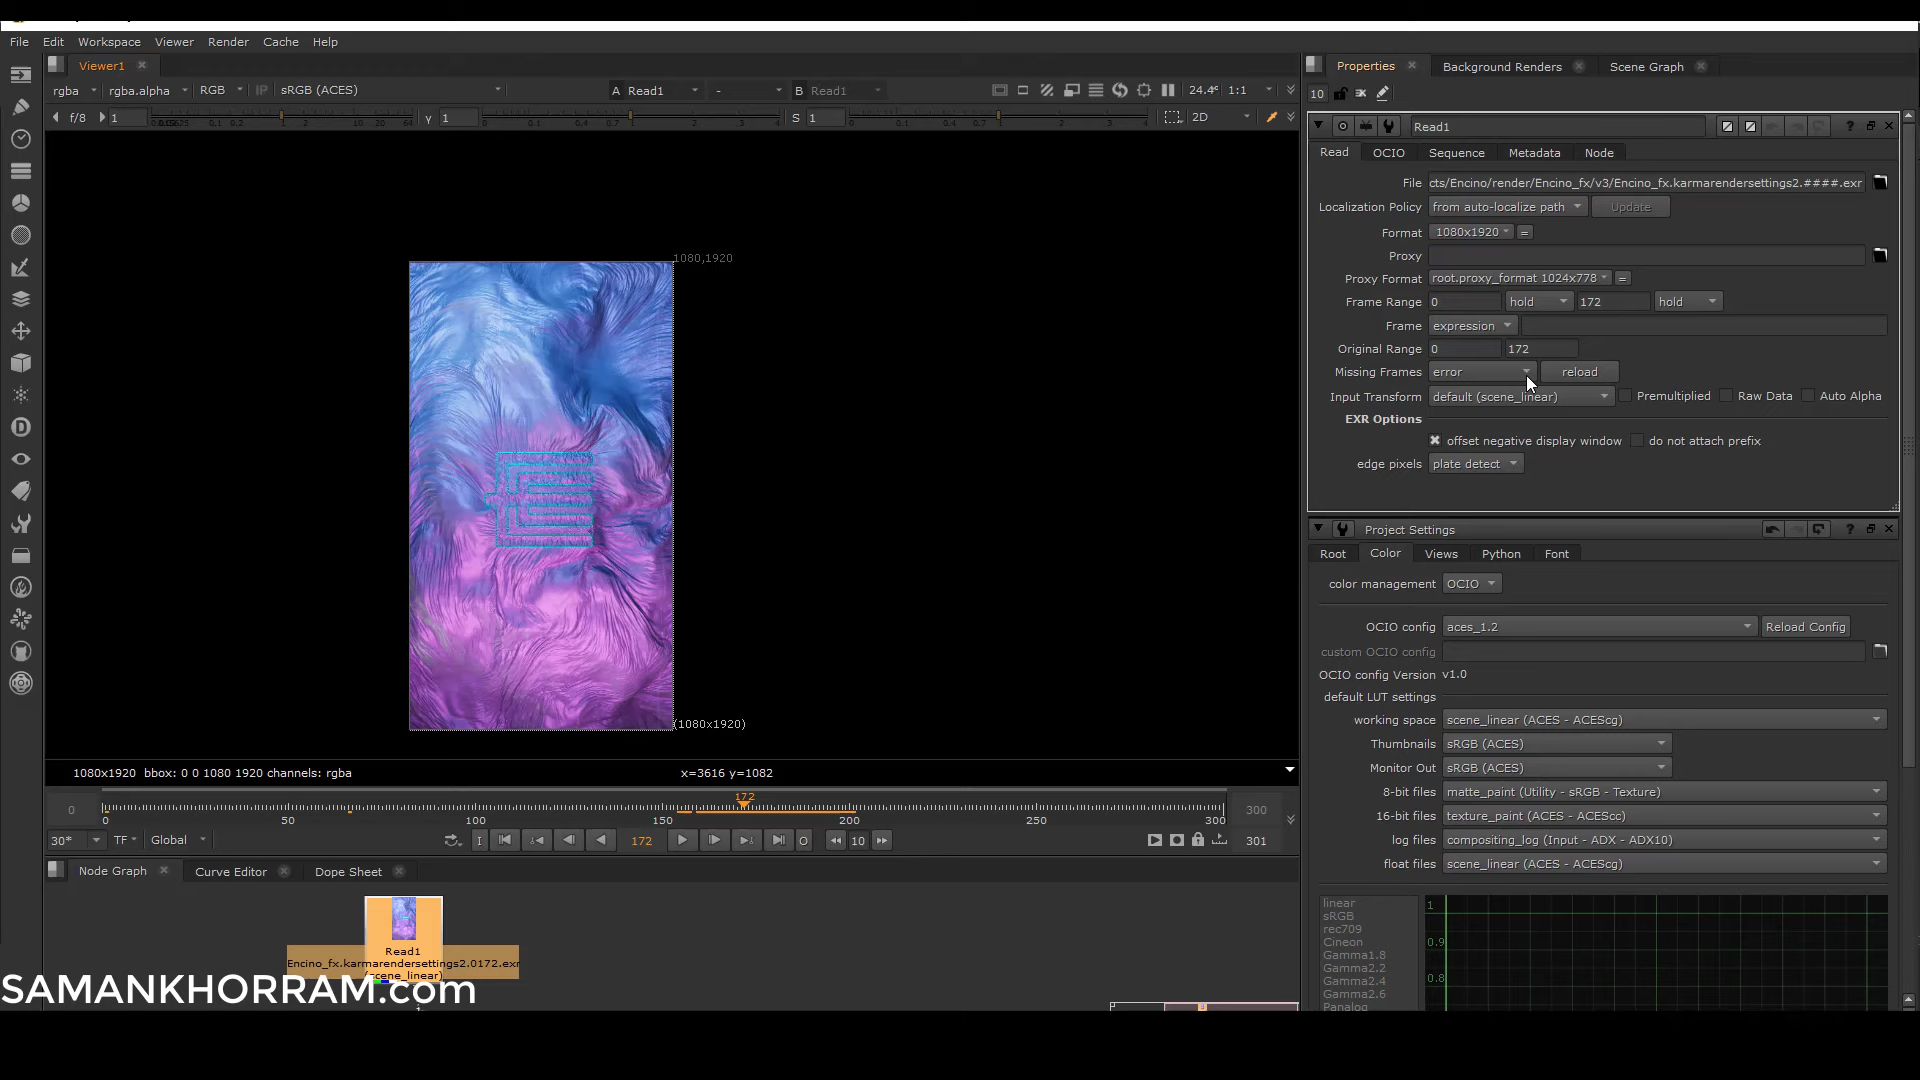 File Edit Workspace Viewer Render Cache Help
Viewer1
Properties Background Renders Scene Graph
rgba rgba.alpha RGB IP sRGB (ACES) A Read1 - B Read1 24.4 1:1
10
f/8 1 γ 1 S 1 2D
Read1
Read OCIO Sequence Metadata Node
File cts/Encino/render/Encino_fx/v3/Encino_fx.karmarendersettings2.####.exr
Localization Policy from auto-localize path Update
Format 1080x1920 =
Proxy
Proxy Format root.proxy_format 1024x778 =
Frame Range 0 hold 172 hold
Frame expression
Original Range 0 172
Missing Frames error reload
Input Transform default (scene_linear) Premultiplied Raw Data Auto Alpha
EXR Options
offset negative display window do not attach prefix
edge pixels plate detect
1080,1920
(1080x1920)
Project Settings
Root Color Views Python Font
color management OCIO
OCIO config aces_1.2 Reload Config
custom OCIO config
OCIO config Version v1.0
default LUT settings
working space scene_linear (ACES - ACEScg)
Thumbnails sRGB (ACES)
Monitor Out sRGB (ACES)
8-bit files matte_paint (Utility - sRGB - Texture)
16-bit files texture_paint (ACES - ACEScc)
log files compositing_log (Input - ADX - ADX10)
float files scene_linear (ACES - ACEScg)
linear
sRGB
rec709
Cineon
Gamma1.8
Gamma2.2
Gamma2.4
Gamma2.6
Panalog
1
0.9
0.8
1080x1920 bbox: 0 0 1080 1920 channels: rgba x=3616 y=1082
172
0 300
0 50 100 150 200 250 300
30* TF Global I 172 O 10 301
Node Graph Curve Editor Dope Sheet
Read1
Encino_fx.karmarendersettings2.0172.exr
(scene_linear)
SAMANKHORRAM.com